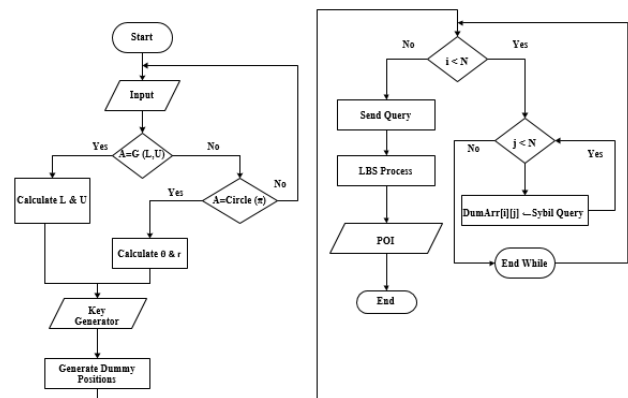 Start
Input
A=G (L,U)
Yes
No
Calculate L & U
A=Circle (π)
Yes
No
Calculate θ & r
Key
Generator
Generate Dummy
Positions
i < N
No
Yes
Send Query
LBS Process
POI
End
j < N
No
Yes
DumArr[i][j] ←Sybil Query
End While